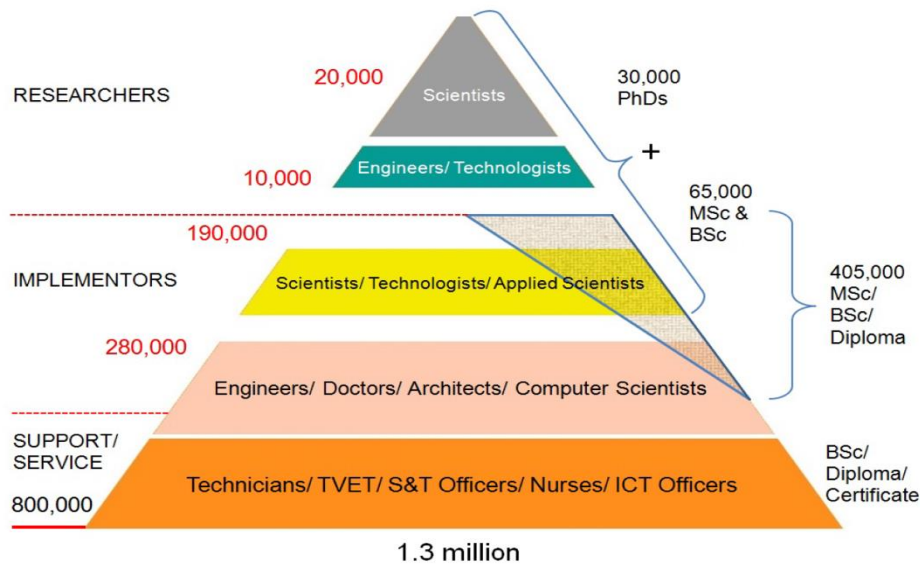 20,000
Scientists
30,000
PhDs
RESEARCHERS
+
Engineers/ Technologists
10,000
65,000
MSc &
BSc
190,000
IMPLEMENTORS
Scientists/ Technologists/ Applied Scientists
405,000
MSc/
BSc/
Diploma
280,000
Engineers/ Doctors/ Architects/ Computer Scientists
SUPPORT/
SERVICE
800,000
Technicians/ TVET/ S&T Officers/ Nurses/ ICT Officers
BSc/
Diploma/
Certificate
1.3 million